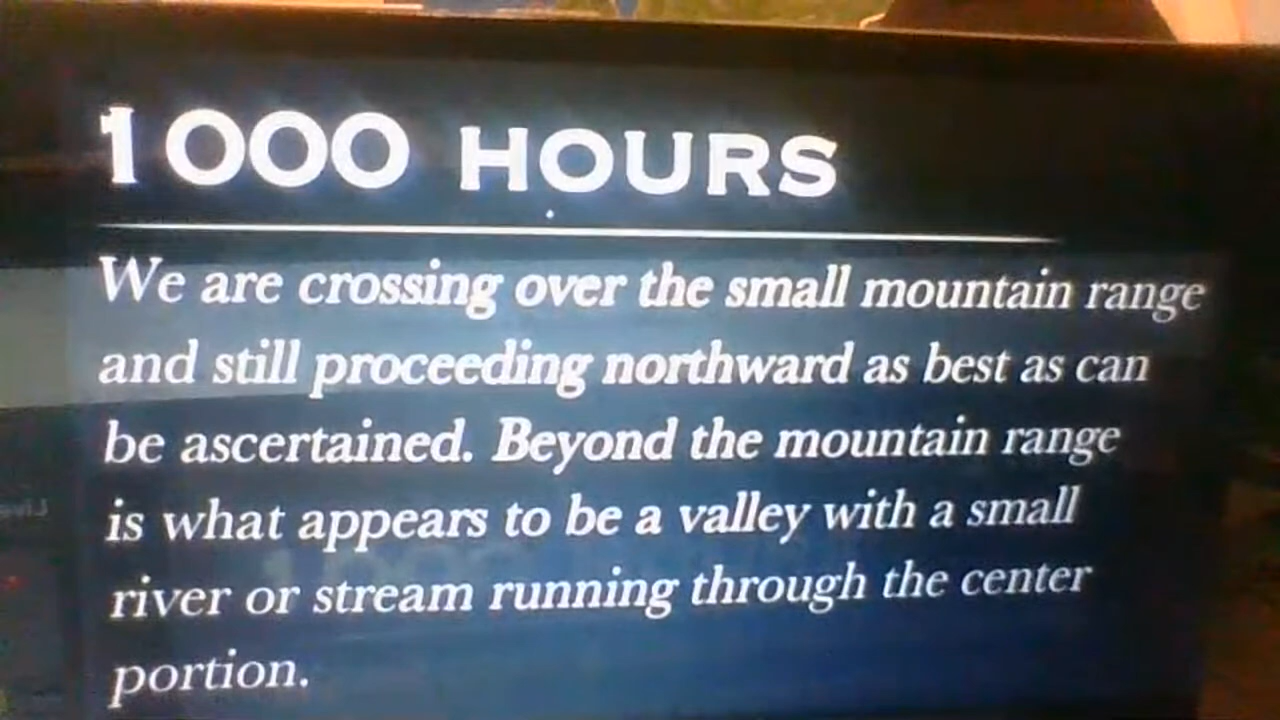 1000 HOURS
We are crossing over the small mountain range
and still proceeding northward as best as can
be ascertained. Beyond the mountain range
is what appears to be a valley with a small
river or stream running through the center
portion.